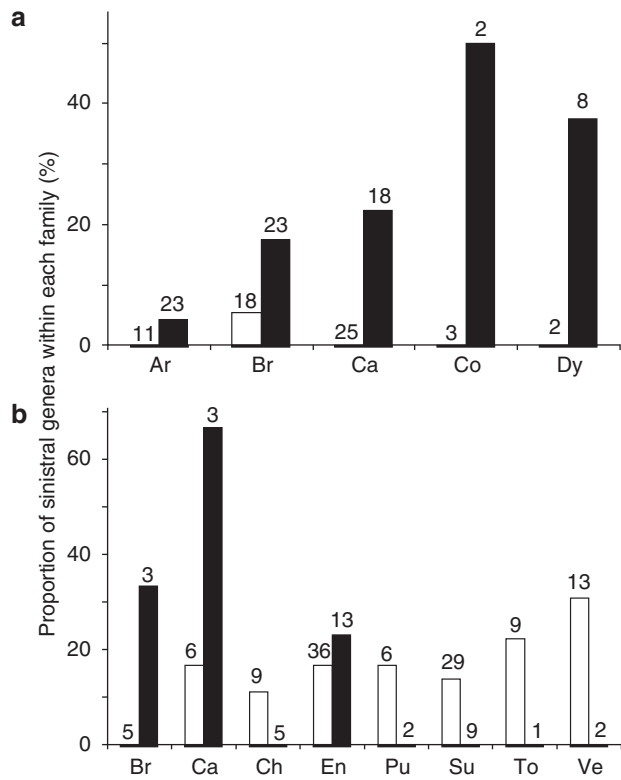 a
Proportion of sinistral genera within each family (%)
40
20
0
11 23 18 23 25 18 3 2 2 8
Ar Br Ca Co Dy
b
60
40
20
0
5 3 6 3 9 5 36 13 6 2 29 9 9 1 13 2
Br Ca Ch En Pu Su To Ve